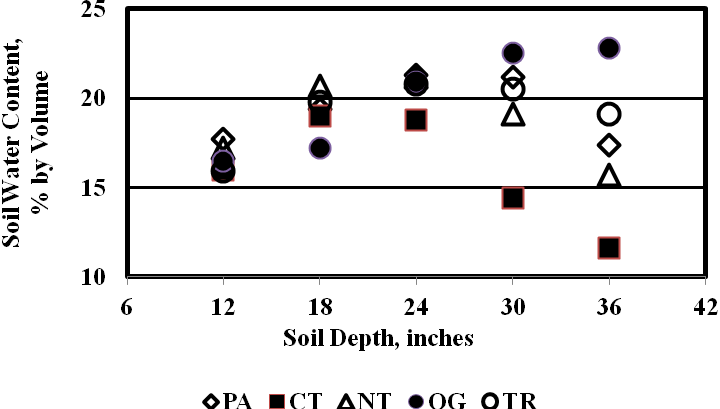 25
20
15
10
Soil Water Content,
% by Volume
6 12 18 24 30 36 42
Soil Depth, inches
PA CT NT OG TR